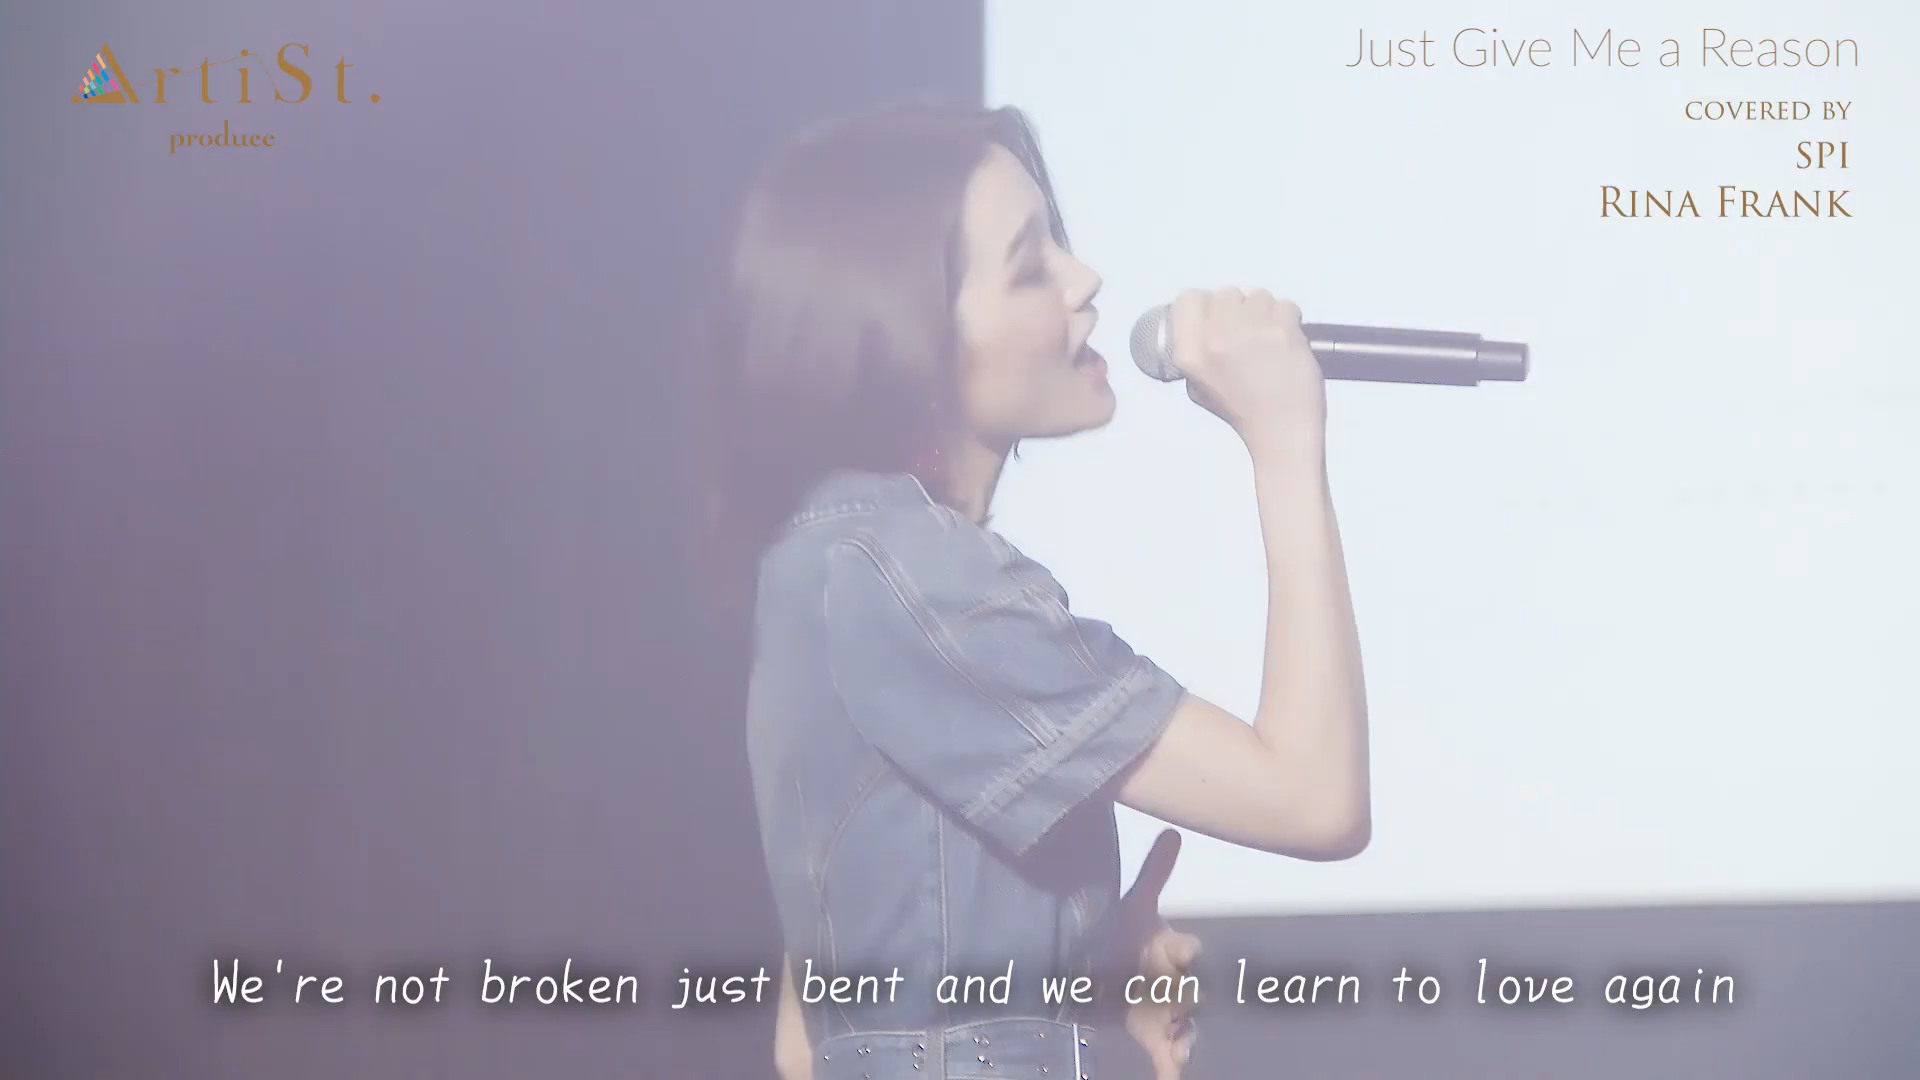 ArtiSt.
produce
Just Give Me a Reason
COVERED BY
SPI
RINA FRANK
We're not broken just bent and we can learn to love again